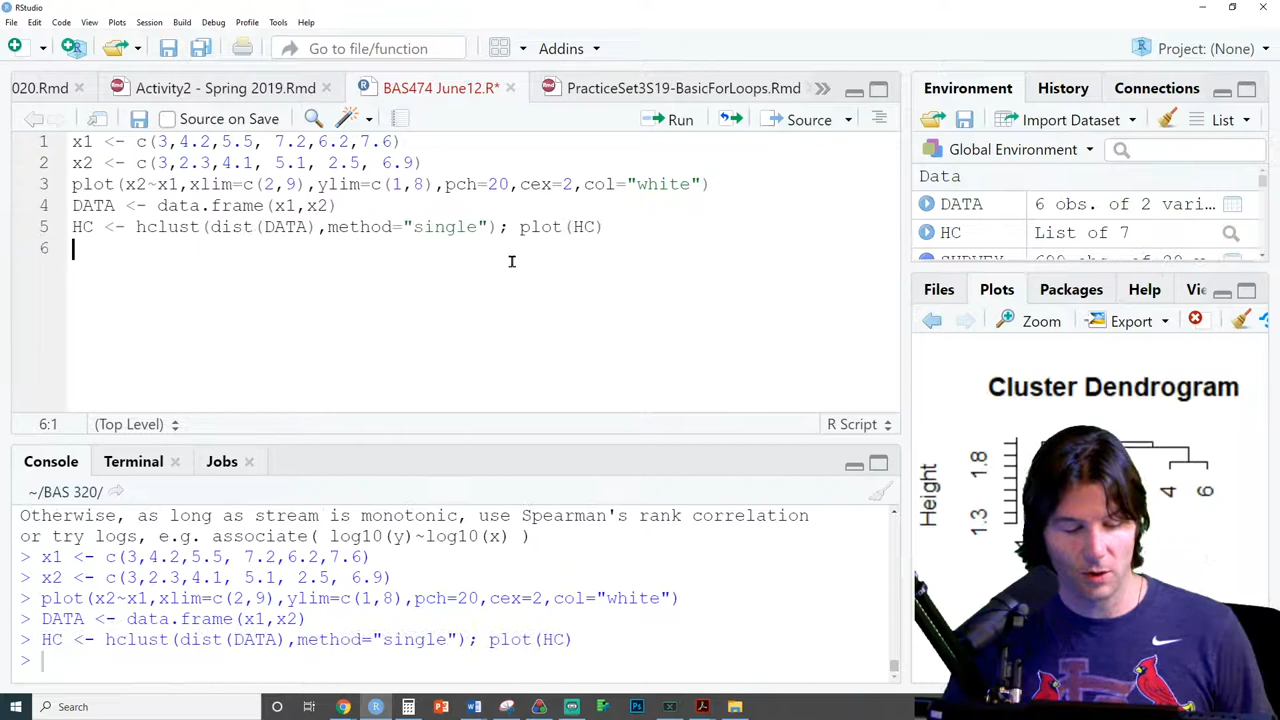 RStudio
File Edit Code View Plots Session Build Debug Profile Tools Help
Go to file/function
Addins
Project: (None)
020.Rmd
Activity2 - Spring 2019.Rmd
BAS474 June12.R*
PracticeSet3S19-BasicForLoops.Rmd
Source on Save
Run
Source
1 x1 <- c(3,4.2,5.5, 7.2,6.2,7.6)
2 x2 <- c(3,2.3,4.1, 5.1, 2.5, 6.9)
3 plot(x2~x1,xlim=c(2,9),ylim=c(1,8),pch=20,cex=2,col="white")
4 DATA <- data.frame(x1,x2)
5 HC <- hclust(dist(DATA),method="single"); plot(HC)
6
6:1 (Top Level) R Script
Console Terminal Jobs
~/BAS 320/
Otherwise, as long as stream is monotonic, use Spearman's rank correlation
or try logs, e.g. associate( log10(y)~log10(x) )
> x1 <- c(3,4.2,5.5, 7.2,6.2,7.6)
> x2 <- c(3,2.3,4.1, 5.1, 2.5, 6.9)
> plot(x2~x1,xlim=c(2,9),ylim=c(1,8),pch=20,cex=2,col="white")
> DATA <- data.frame(x1,x2)
> HC <- hclust(dist(DATA),method="single"); plot(HC)
>
Environment History Connections
Import Dataset
List
Global Environment
Data
DATA 6 obs. of 2 vari...
HC List of 7
Files Plots Packages Help
Zoom Export
Cluster Dendrogram
Height
1.3 1.8
4 6
Search